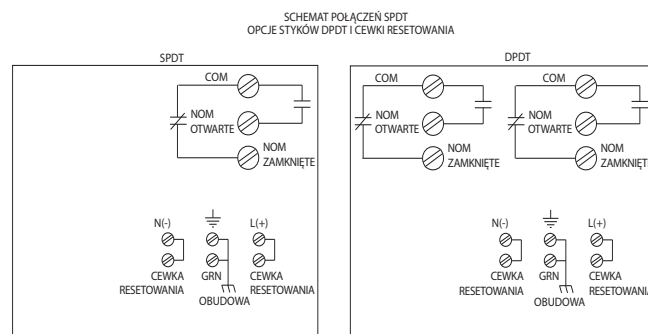 SCHEMAT POŁĄCZEŃ SPDT
OPCJE STYKÓW DPDT I CEWKI RESETOWANIA
SPDT
COM
NOM
OTWARTE
NOM
ZAMKNIĘTE
N(-)
L(+)
CEWKA
RESETOWANIA
GRN
CEWKA
RESETOWANIA
OBUDOWA
DPDT
COM
NOM
OTWARTE
NOM
ZAMKNIĘTE
COM
NOM
OTWARTE
NOM
ZAMKNIĘTE
N(-)
L(+)
CEWKA
RESETOWANIA
GRN
CEWKA
RESETOWANIA
OBUDOWA